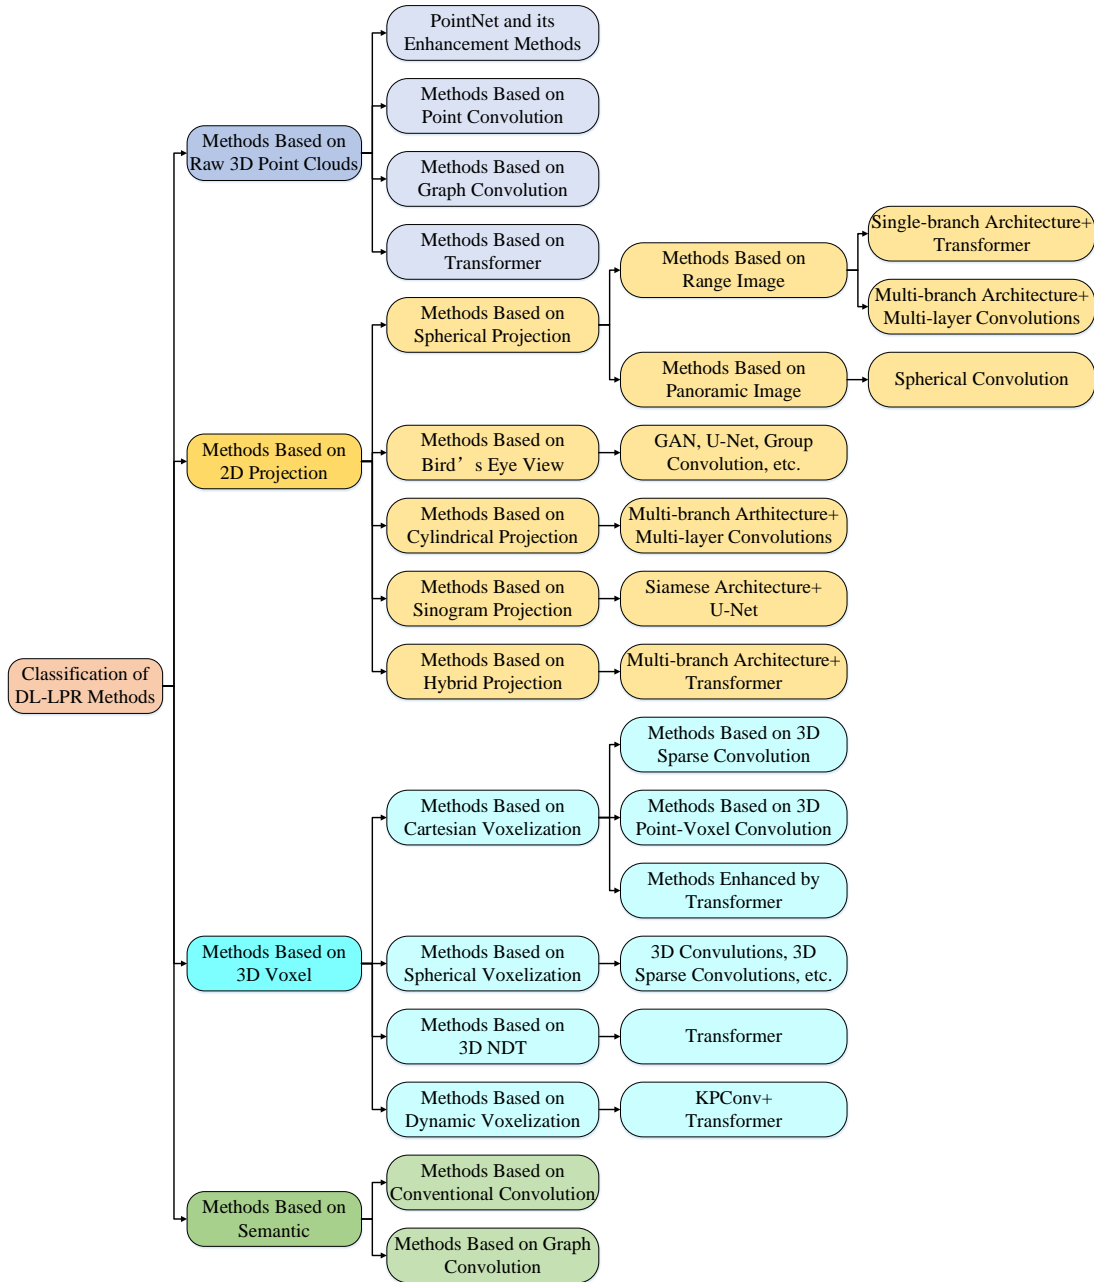 Classification of
DL-LPR Methods
Methods Based on
Raw 3D Point Clouds
PointNet and its
Enhancement Methods
Methods Based on
Point Convolution
Methods Based on
Graph Convolution
Methods Based on
Transformer
Methods Based on
2D Projection
Methods Based on
Spherical Projection
Methods Based on
Range Image
Single-branch Architecture+
Transformer
Multi-branch Architecture+
Multi-layer Convolutions
Methods Based on
Panoramic Image
Spherical Convolution
Methods Based on
Bird’s Eye View
GAN, U-Net, Group
Convolution, etc.
Methods Based on
Cylindrical Projection
Multi-branch Arthitecture+
Multi-layer Convolutions
Methods Based on
Sinogram Projection
Siamese Architecture+
U-Net
Methods Based on
Hybrid Projection
Multi-branch Architecture+
Transformer
Methods Based on
3D Voxel
Methods Based on
Cartesian Voxelization
Methods Based on 3D
Sparse Convolution
Methods Based on 3D
Point-Voxel Convolution
Methods Enhanced by
Transformer
Methods Based on
Spherical Voxelization
3D Convulutions, 3D
Sparse Convolutions, etc.
Methods Based on
3D NDT
Transformer
Methods Based on
Dynamic Voxelization
KPConv+
Transformer
Methods Based on
Semantic
Methods Based on
Conventional Convolution
Methods Based on Graph
Convolution